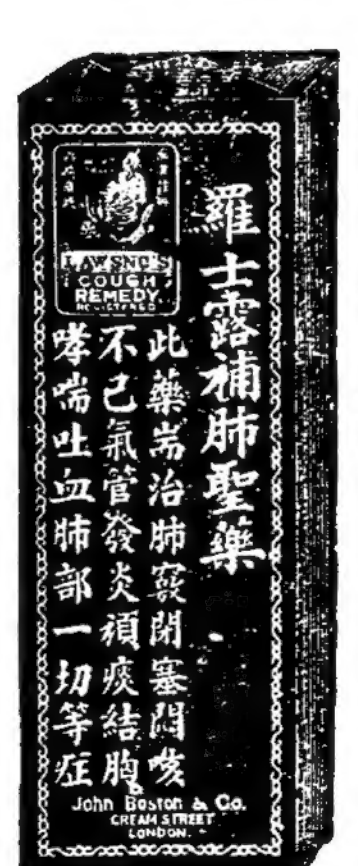 羅士露補肺聖藥
LAWSNO'S
COUGH
REMEDY
REGISTERED
此藥耑治肺竅閉塞悶咳
不已氣管發炎頑痰結胸
哮喘吐血肺部一切等症
John Boston & Co.
CREAM STREET
LONDON.